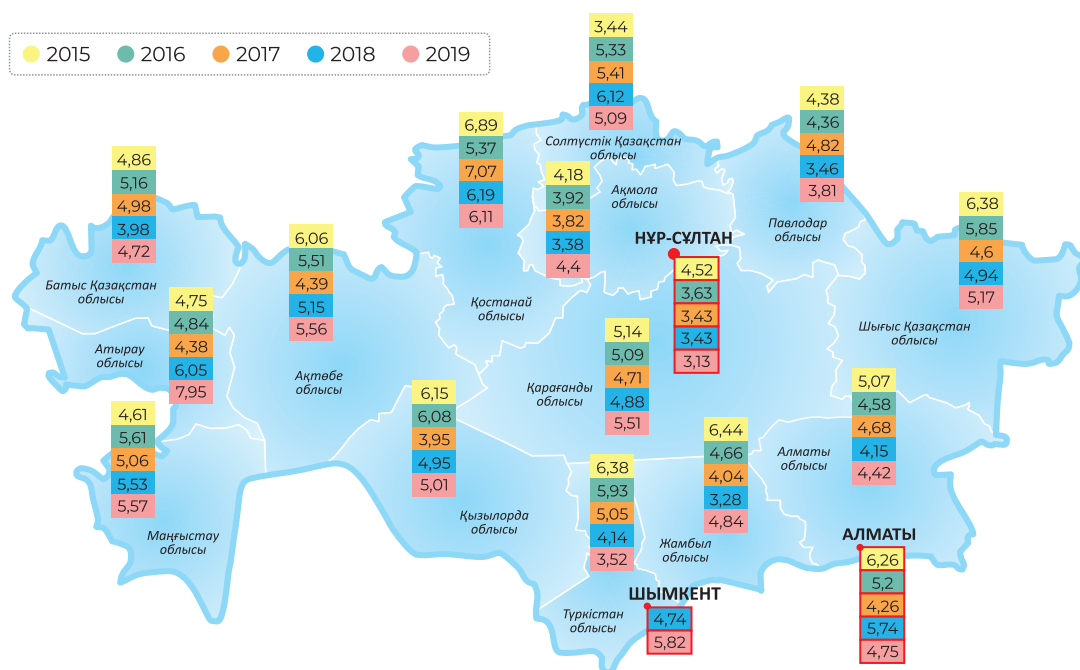 2015 2016 2017 2018 2019
3,44
5,33
5,41
6,12
5,09
Солтүстік Қазақстан
облысы
4,38
4,36
4,82
3,46
3,81
Павлодар
облысы
6,89
5,37
7,07
6,19
6,11
Қостанай
облысы
4,18
3,92
3,82
3,38
4,4
Ақмола
облысы
4,86
5,16
4,98
3,98
4,72
Батыс Қазақстан
облысы
6,38
5,85
4,6
4,94
5,17
Шығыс Қазақстан
облысы
6,06
5,51
4,39
5,15
5,56
Ақтөбе
облысы
НҰР-СҰЛТАН
4,52
3,63
3,43
3,43
3,13
4,75
4,84
4,38
6,05
7,95
Атырау
облысы
5,14
5,09
4,71
4,88
5,51
Қарағанды
облысы
5,07
4,58
4,68
4,15
4,42
Алматы
облысы
6,15
6,08
3,95
4,95
5,01
Қызылорда
облысы
4,61
5,61
5,06
5,53
5,57
Маңғыстау
облысы
6,44
4,66
4,04
3,28
4,84
Жамбыл
облысы
6,38
5,93
5,05
4,14
3,52
Түркістан
облысы
ШЫМКЕНТ
4,74
5,82
АЛМАТЫ
6,26
5,2
4,26
5,74
4,75